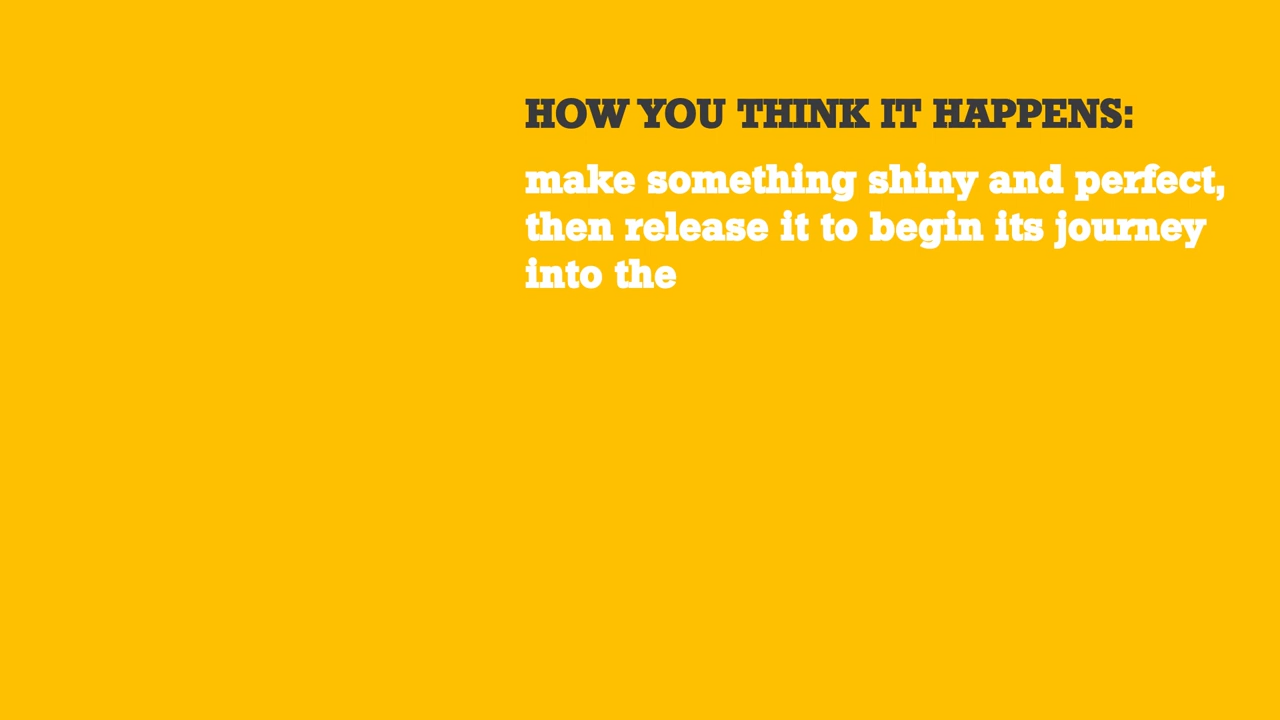 HOW YOU THINK IT HAPPENS:
make something shiny and perfect,
then release it to begin its journey
into the